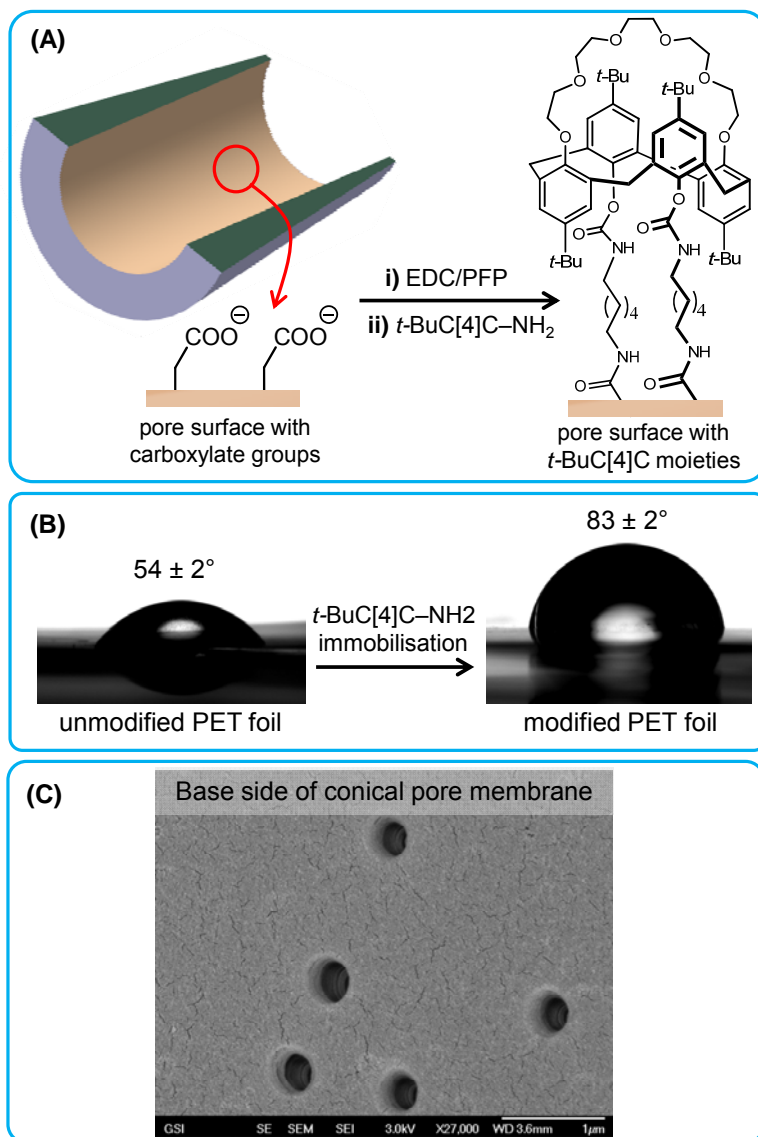 (A)
O
O
O
O
t-Bu
t-Bu
O
O
t-Bu
t-Bu
O
O
O
O
NH
NH
t-Bu
t-Bu
( )4
( )4
NH
NH
O
O
i) EDC/PFP
ii) t-BuC[4]C–NH2
COO⊖
COO⊖
pore surface with
carboxylate groups
pore surface with
t-BuC[4]C moieties
(B)
54 ± 2°
83 ± 2°
t-BuC[4]C–NH2
immobilisation
unmodified PET foil
modified PET foil
(C)
Base side of conical pore membrane
GSI SE SEM SEI 3.0kV X27,000 WD 3.6mm 1µm